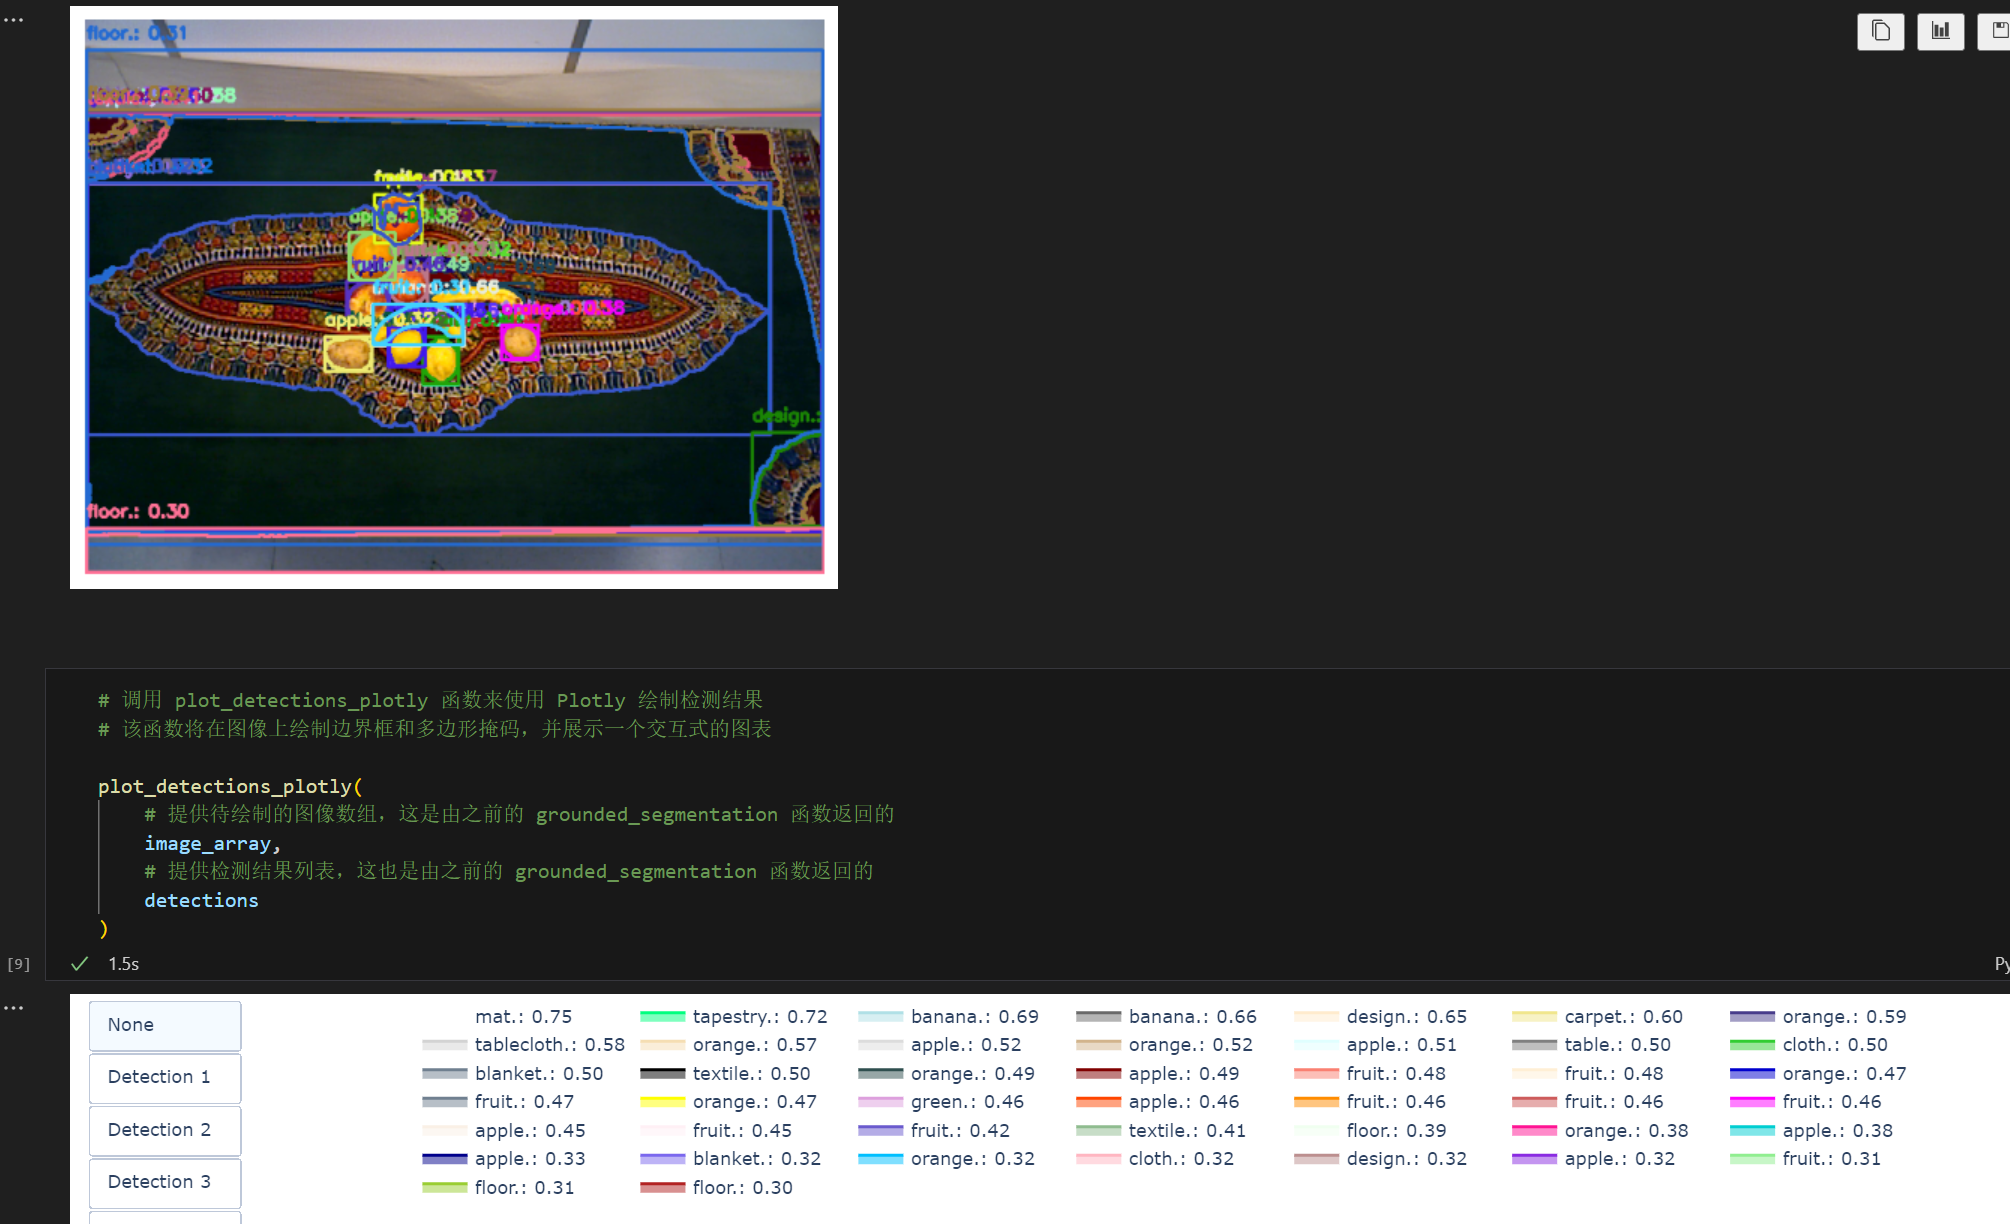 floor.: 0.31
apple.: 0.38
apple.: 0.32
design.:
floor.: 0.30
# 调用 plot_detections_plotly 函数来使用 Plotly 绘制检测结果
# 该函数将在图像上绘制边界框和多边形掩码，并展示一个交互式的图表
plot_detections_plotly(
# 提供待绘制的图像数组，这是由之前的 grounded_segmentation 函数返回的
image_array,
# 提供检测结果列表，这也是由之前的 grounded_segmentation 函数返回的
detections
)
[9] 1.5s Py
None
Detection 1
Detection 2
Detection 3
mat.: 0.75 tapestry.: 0.72 banana.: 0.69 banana.: 0.66 design.: 0.65 carpet.: 0.60 orange.: 0.59
tablecloth.: 0.58 orange.: 0.57 apple.: 0.52 orange.: 0.52 apple.: 0.51 table.: 0.50 cloth.: 0.50
blanket.: 0.50 textile.: 0.50 orange.: 0.49 apple.: 0.49 fruit.: 0.48 fruit.: 0.48 orange.: 0.47
fruit.: 0.47 orange.: 0.47 green.: 0.46 apple.: 0.46 fruit.: 0.46 fruit.: 0.46 fruit.: 0.46
apple.: 0.45 fruit.: 0.45 fruit.: 0.42 textile.: 0.41 floor.: 0.39 orange.: 0.38 apple.: 0.38
apple.: 0.33 blanket.: 0.32 orange.: 0.32 cloth.: 0.32 design.: 0.32 apple.: 0.32 fruit.: 0.31
floor.: 0.31 floor.: 0.30